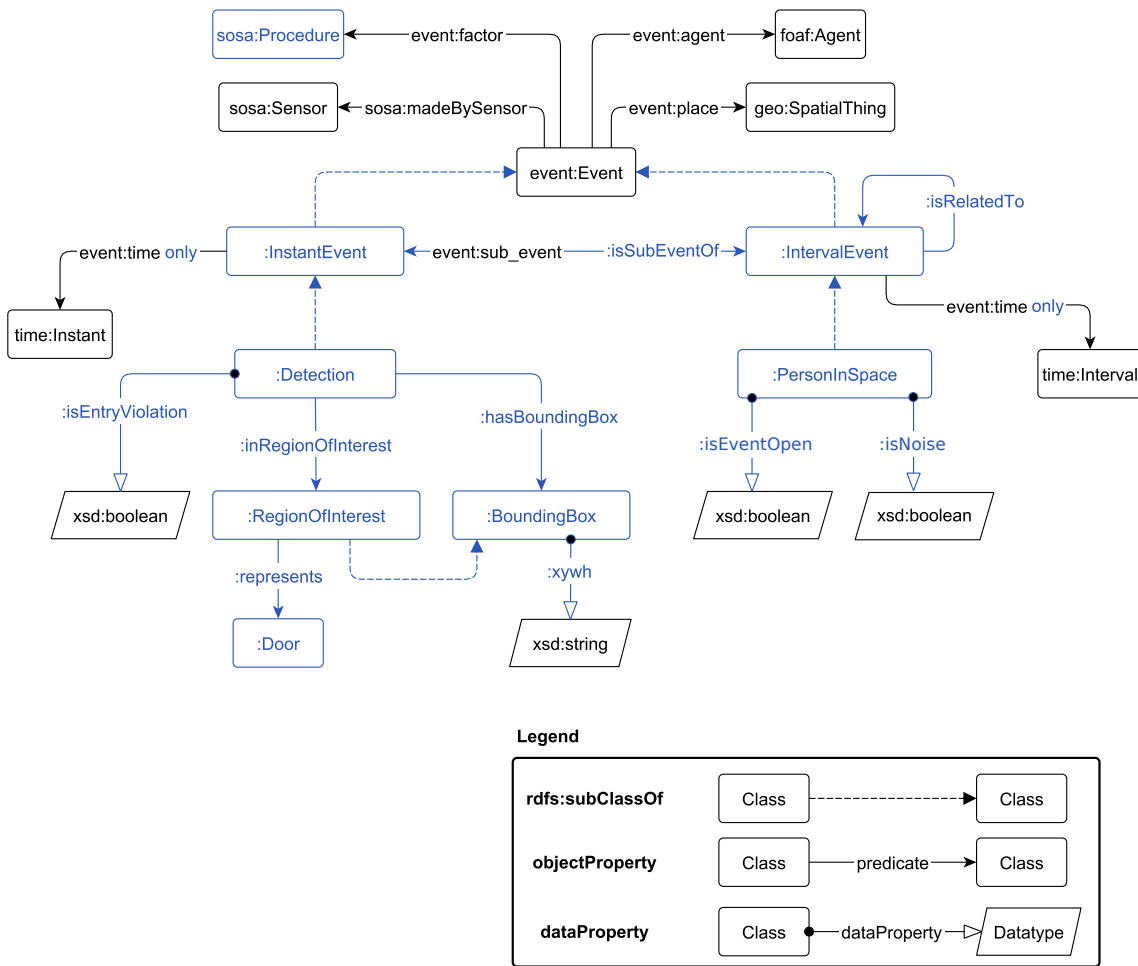 sosa:Procedure
event:factor
event:agent
foaf:Agent
sosa:Sensor
sosa:madeBySensor
event:place
geo:SpatialThing
event:Event
:isRelatedTo
event:time only
:InstantEvent
event:sub_event
:isSubEventOf
:IntervalEvent
event:time only
time:Instant
:Detection
:PersonInSpace
time:Interval
:isEntryViolation
:hasBoundingBox
:inRegionOfInterest
:isEventOpen
:isNoise
xsd:boolean
:RegionOfInterest
:BoundingBox
xsd:boolean
xsd:boolean
:represents
:xywh
:Door
xsd:string
Legend
rdfs:subClassOf
Class
Class
objectProperty
Class
predicate
Class
dataProperty
Class
dataProperty
Datatype